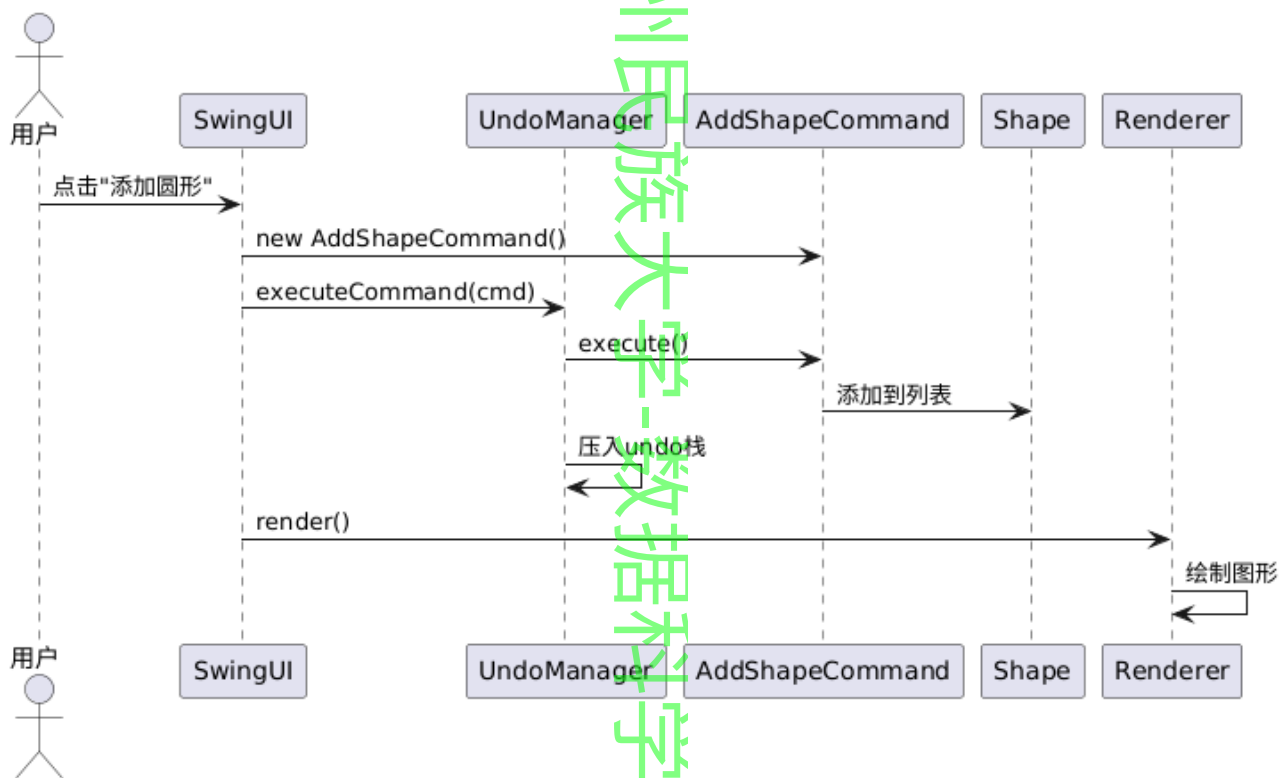 用户
SwingUI
UndoManager
AddShapeCommand
Shape
Renderer
点击"添加圆形"
new AddShapeCommand()
executeCommand(cmd)
execute()
添加到列表
压入undo栈
render()
绘制图形
用户
SwingUI
UndoManager
AddShapeCommand
Shape
Renderer
州民族大学-数据科学